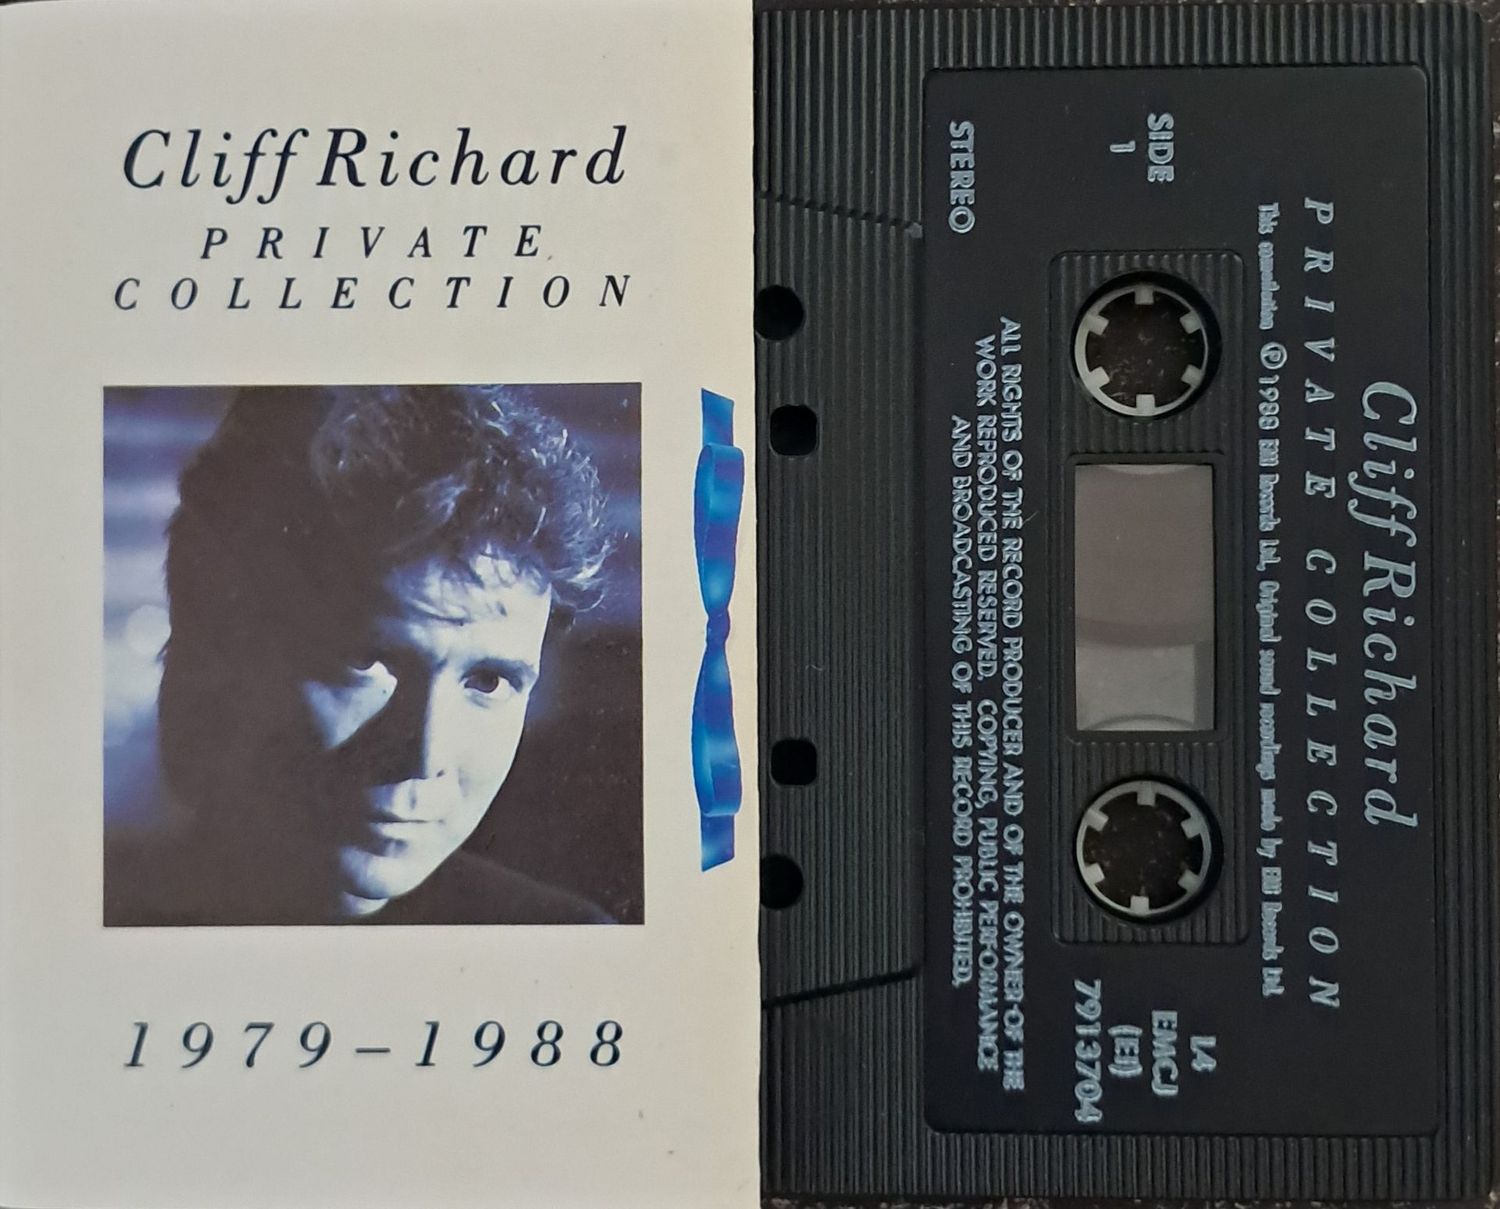 Cliff Richard
PRIVATE
COLLECTION
1979–1988
Cliff Richard
PRIVATE COLLECTION
This compilation Ⓟ 1988 EMI Records Ltd, Original sound recordings made by EMI Records Ltd.
SIDE
1
STEREO
ALL RIGHTS OF THE RECORD PRODUCER AND OF THE OWNER OF THE
WORK REPRODUCED RESERVED. COPYING, PUBLIC PERFORMANCE
AND BROADCASTING OF THIS RECORD PROHIBITED.
EMCJ
7913704